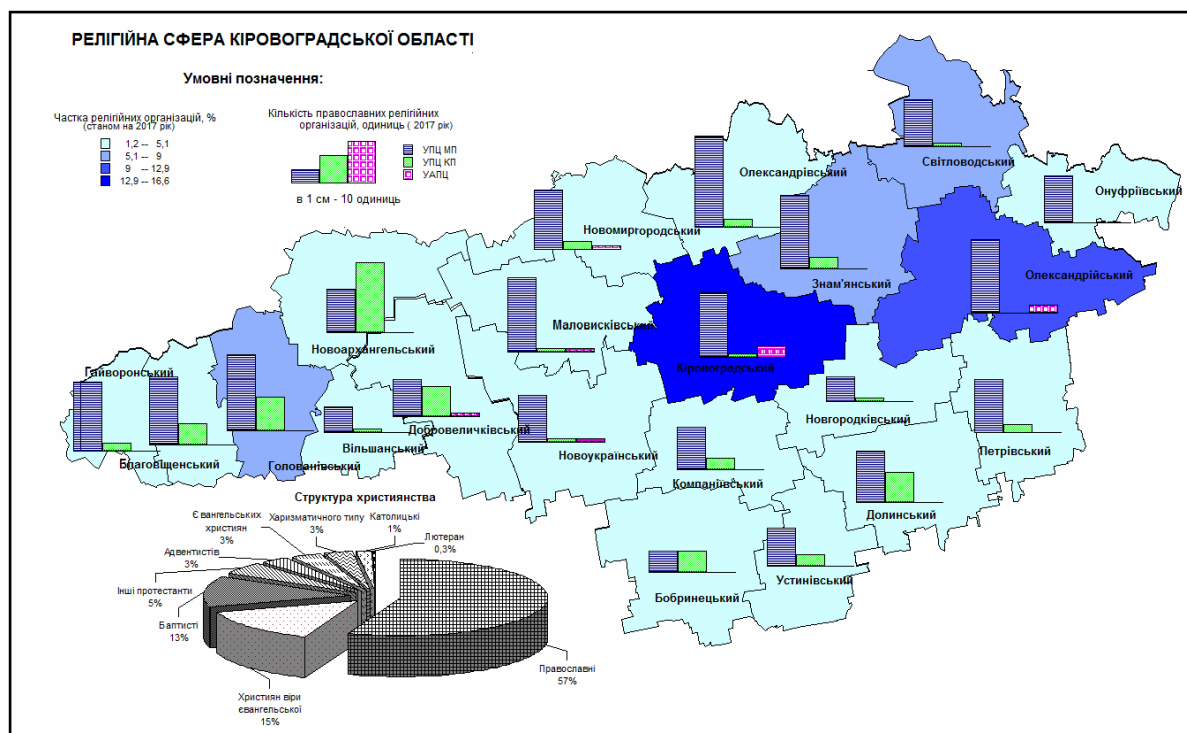 РЕЛІГІЙНА СФЕРА КІРОВОГРАДСЬКОЇ ОБЛАСТІ
Умовні позначення:
Частка релігійних організацій, %
(станом на 2017 рік)
1,2 -- 5,1
5,1 -- 9
9 -- 12,9
12,9 -- 16,6
Кількість православних релігійних
організацій, одиниць ( 2017 рік)
УПЦ МП
УПЦ КП
УАПЦ
в 1 см - 10 одиниць
Світловодський
Олександрівський
Онуфріївський
Новомиргородський
Знам'янський
Олександрійський
Маловисківський
Новоархангельський
Кіровоградський
Гайворонський
Новгородківський
Добровеличківський
Вільшанський
Новоукраїнський
Петрівський
Благовіщенський
Голованівський
Компаніївський
Долинський
Устинівський
Бобринецький
Структура християнства
Євангельських
християн
3%
Харизматичного типу
3%
Католицькі
1%
Лютеран
0,3%
Адвентистів
3%
Інші протестанти
5%
Баптисті
13%
Християн віри
євангельської
15%
Православні
57%